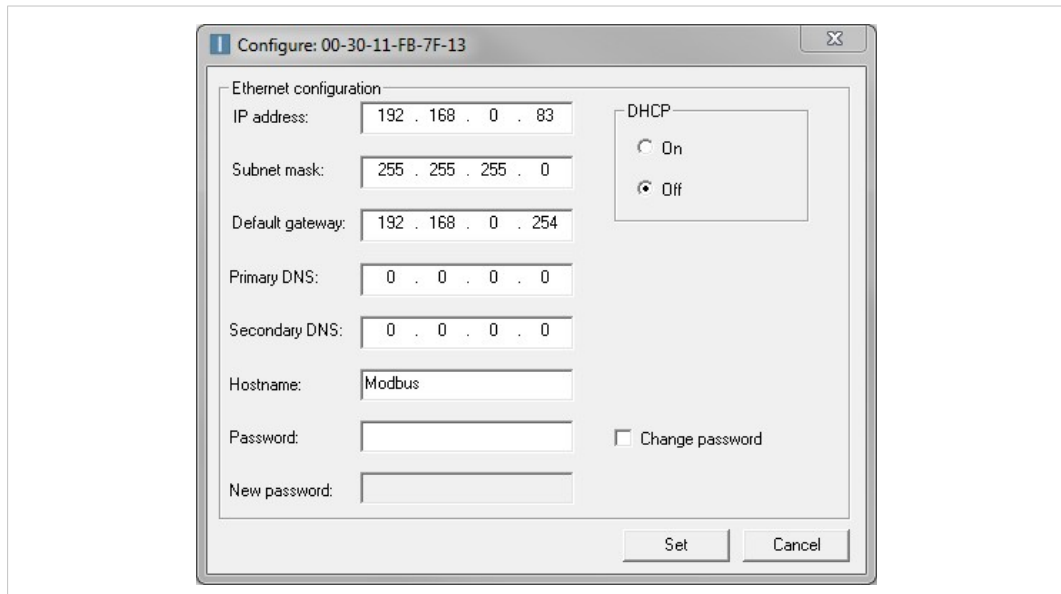 Configure: 00-30-11-FB-7F-13
Ethernet configuration
IP address: 192 . 168 . 0 . 83
DHCP
On
Subnet mask: 255 . 255 . 255 . 0
Off
Default gateway: 192 . 168 . 0 . 254
Primary DNS: 0 . 0 . 0 . 0
Secondary DNS: 0 . 0 . 0 . 0
Hostname: Modbus
Password:
Change password
New password:
Set Cancel